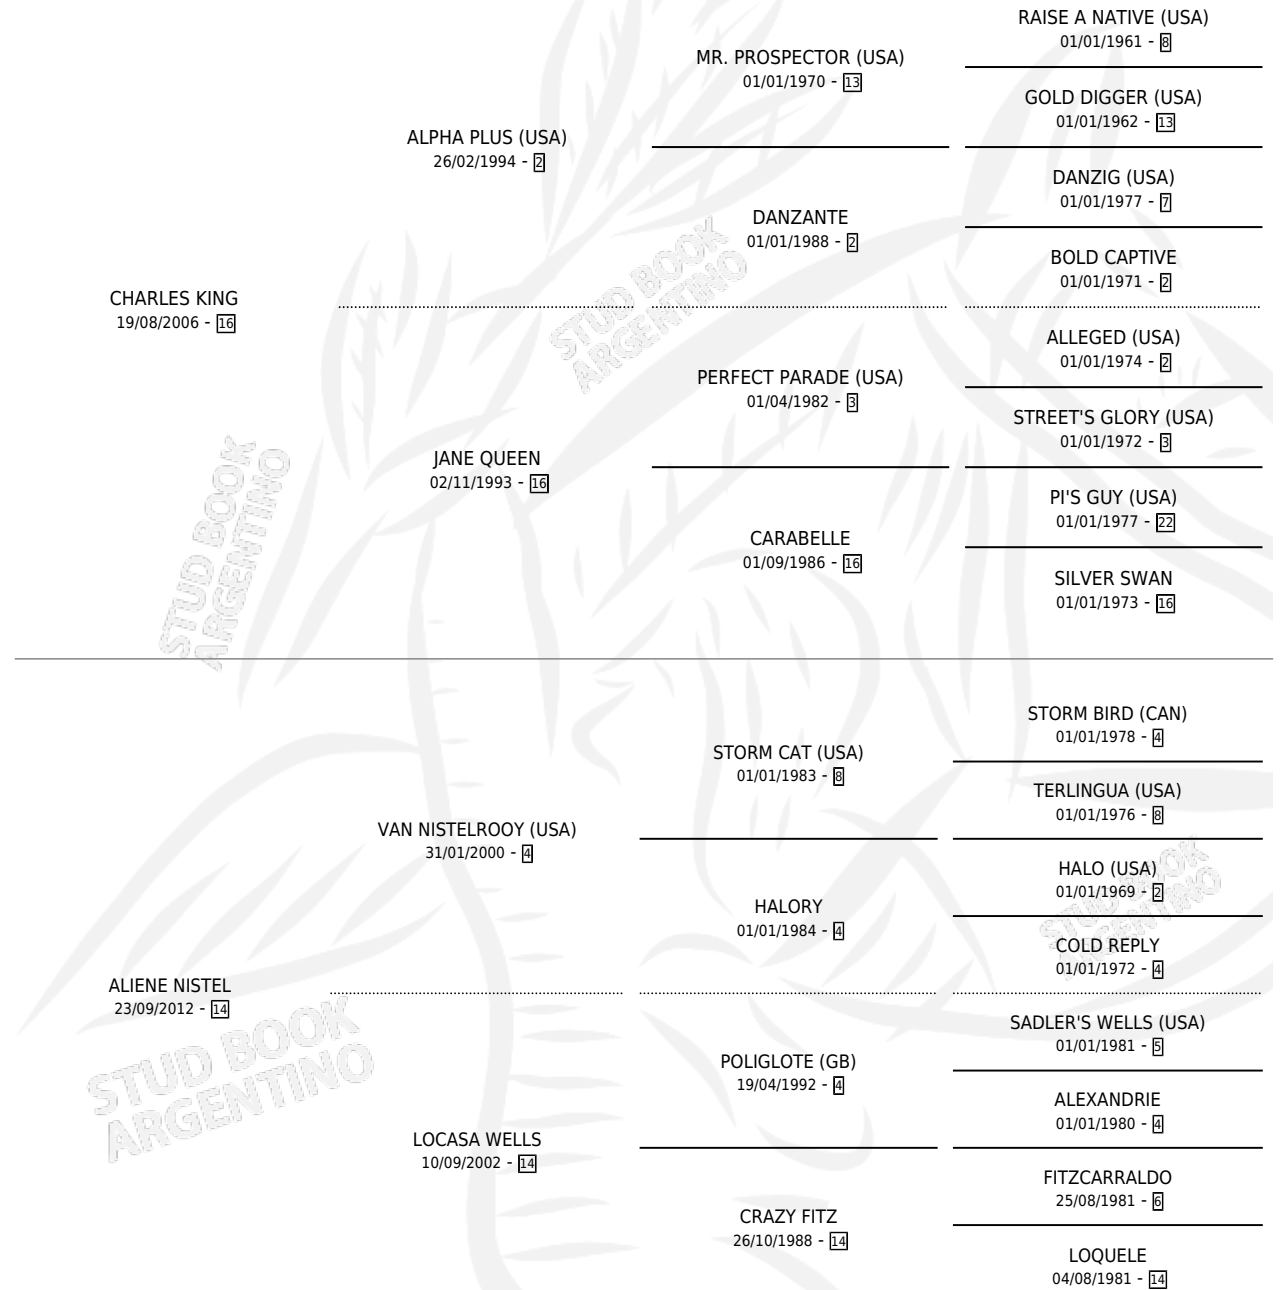 RAISE A NATIVE (USA)
01/01/1961 - 8
MR. PROSPECTOR (USA)
01/01/1970 - 13
GOLD DIGGER (USA)
01/01/1962 - 13
ALPHA PLUS (USA)
26/02/1994 - 2
DANZIG (USA)
01/01/1977 - 7
DANZANTE
01/01/1988 - 2
BOLD CAPTIVE
01/01/1971 - 2
CHARLES KING
19/08/2006 - 16
ALLEGED (USA)
01/01/1974 - 2
PERFECT PARADE (USA)
01/04/1982 - 3
STREET'S GLORY (USA)
01/01/1972 - 3
JANE QUEEN
02/11/1993 - 16
PI'S GUY (USA)
01/01/1977 - 22
CARABELLE
01/09/1986 - 16
SILVER SWAN
01/01/1973 - 16
STORM BIRD (CAN)
01/01/1978 - 4
STORM CAT (USA)
01/01/1983 - 8
TERLINGUA (USA)
01/01/1976 - 8
VAN NISTELROOY (USA)
31/01/2000 - 4
HALO (USA)
01/01/1969 - 2
HALORY
01/01/1984 - 4
COLD REPLY
01/01/1972 - 4
ALIENE NISTEL
23/09/2012 - 14
SADLER'S WELLS (USA)
01/01/1981 - 5
POLIGLOTE (GB)
19/04/1992 - 4
ALEXANDRIE
01/01/1980 - 4
LOCASA WELLS
10/09/2002 - 14
FITZCARRALDO
25/08/1981 - 6
CRAZY FITZ
26/10/1988 - 14
LOQUELE
04/08/1981 - 14
STUD BOOK
ARGENTINO
STUD BOOK
ARGENTINO
STUD BOOK
ARGENTINO
STUD BOOK
ARGENTINO